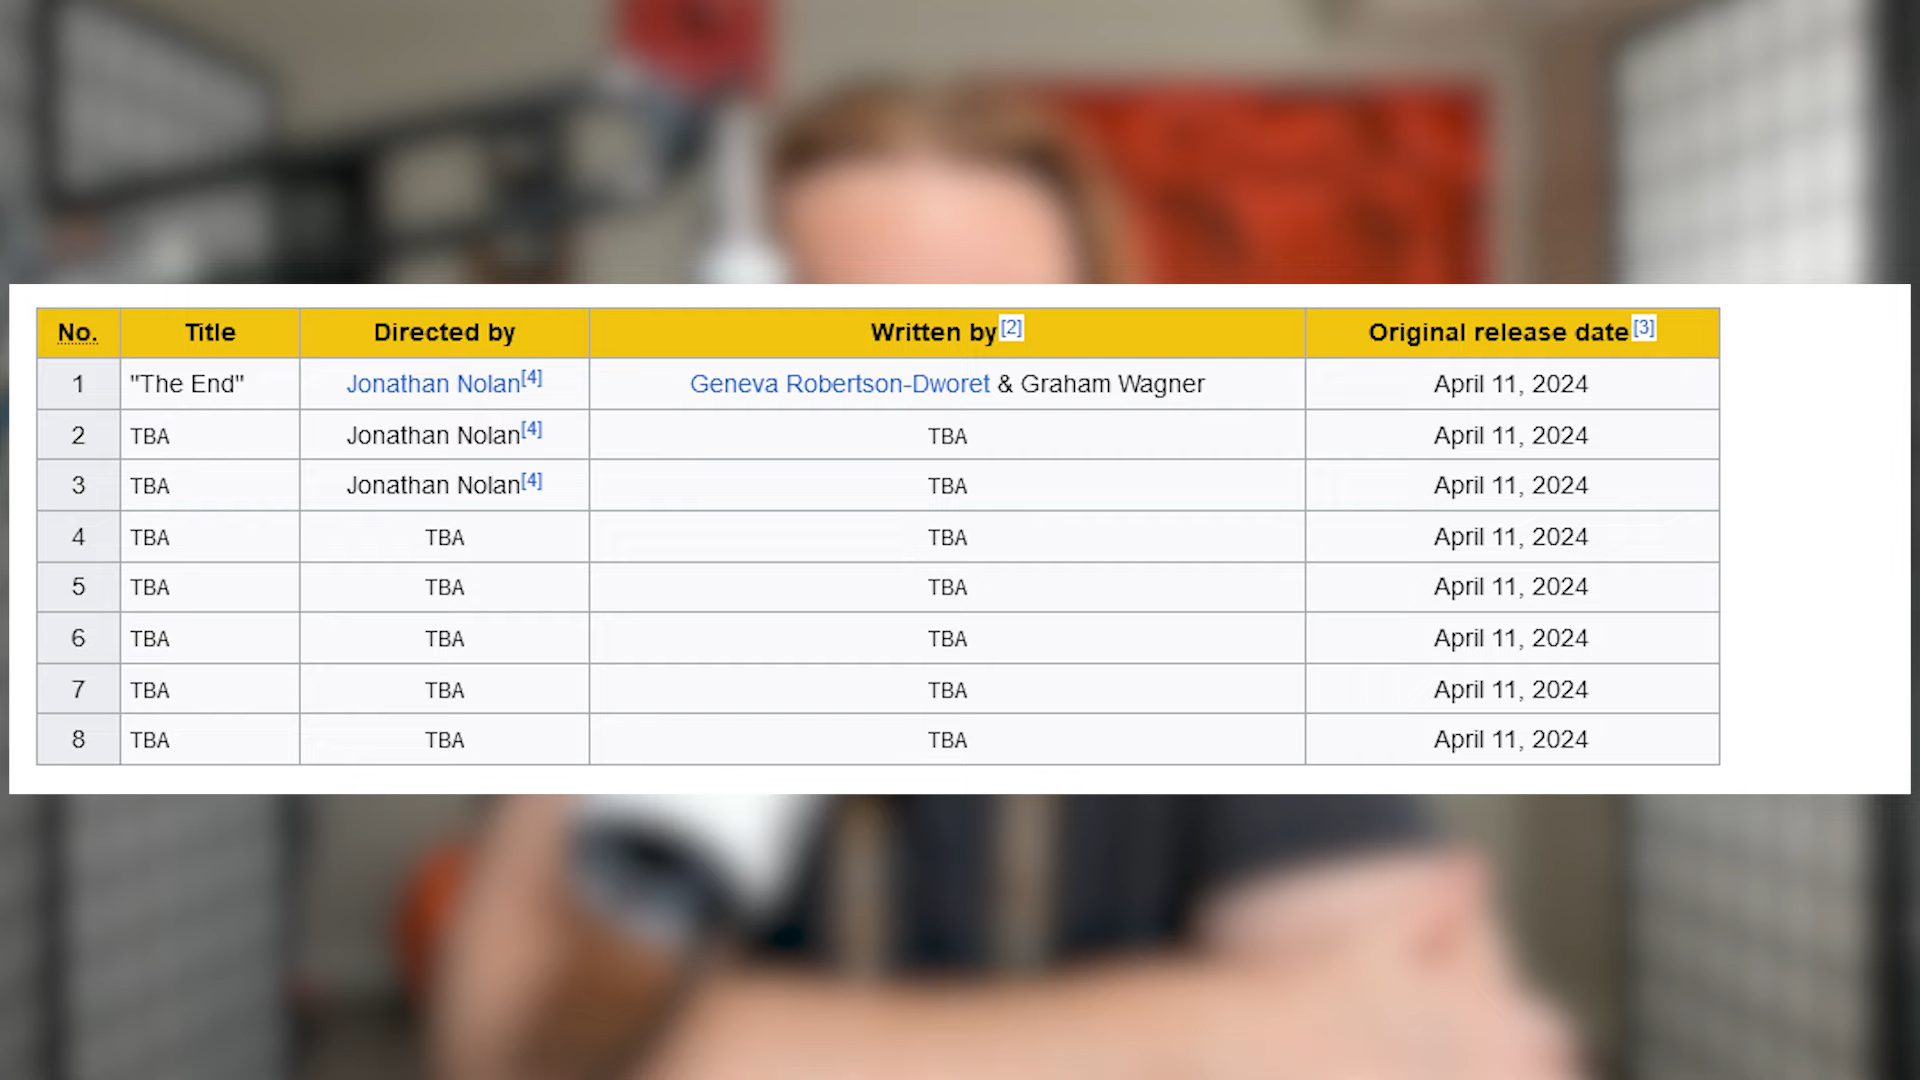 No. Title Directed by Written by[2] Original release date[3]
1 "The End" Jonathan Nolan[4] Geneva Robertson-Dworet & Graham Wagner April 11, 2024
2 TBA Jonathan Nolan[4] TBA April 11, 2024
3 TBA Jonathan Nolan[4] TBA April 11, 2024
4 TBA TBA TBA April 11, 2024
5 TBA TBA TBA April 11, 2024
6 TBA TBA TBA April 11, 2024
7 TBA TBA TBA April 11, 2024
8 TBA TBA TBA April 11, 2024